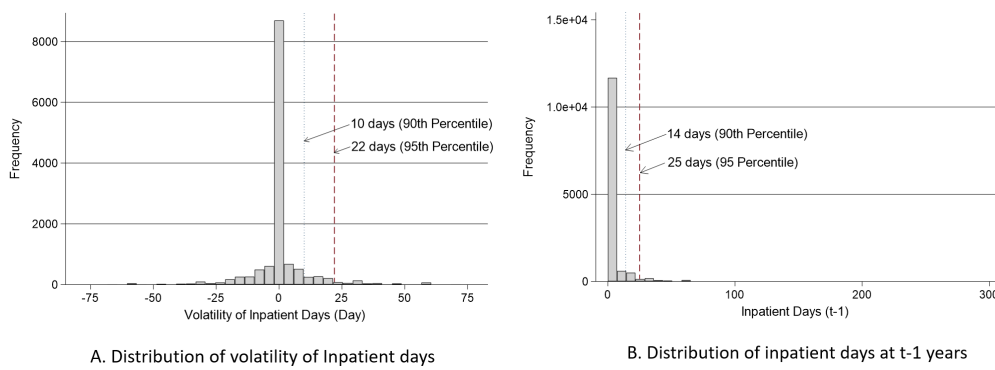 8000
6000
4000
2000
0
Frequency
10 days (90th Percentile)
22 days (95th Percentile)
-75 -50 -25 0 25 50 75
Volatility of Inpatient Days (Day)
A. Distribution of volatility of Inpatient days
1.5e+04
1.0e+04
5000
0
Frequency
14 days (90th Percentile)
25 days (95 Percentile)
0 100 200 300
Inpatient Days (t-1)
B. Distribution of inpatient days at t-1 years